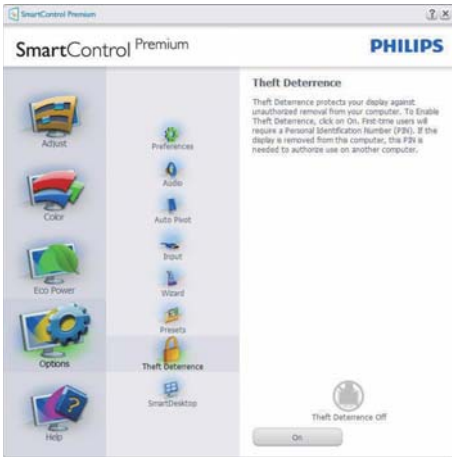 SmartControl Premium
? X
SmartControl Premium
PHILIPS
Adjust
Color
Eco Power
Options
Help
Preferences
Audio
Auto Pivot
Input
Wizard
Presets
Theft Deterrence
SmartDesktop
Theft Deterrence
Theft Deterrence protects your display against
unauthorized removal from your computer. To Enable
Theft Deterrence, click on On. First-time users will
require a Personal Identification Number (PIN). If the
display is removed from the computer, this PIN is
needed to authorize use on another computer.
Theft Deterrence Off
On